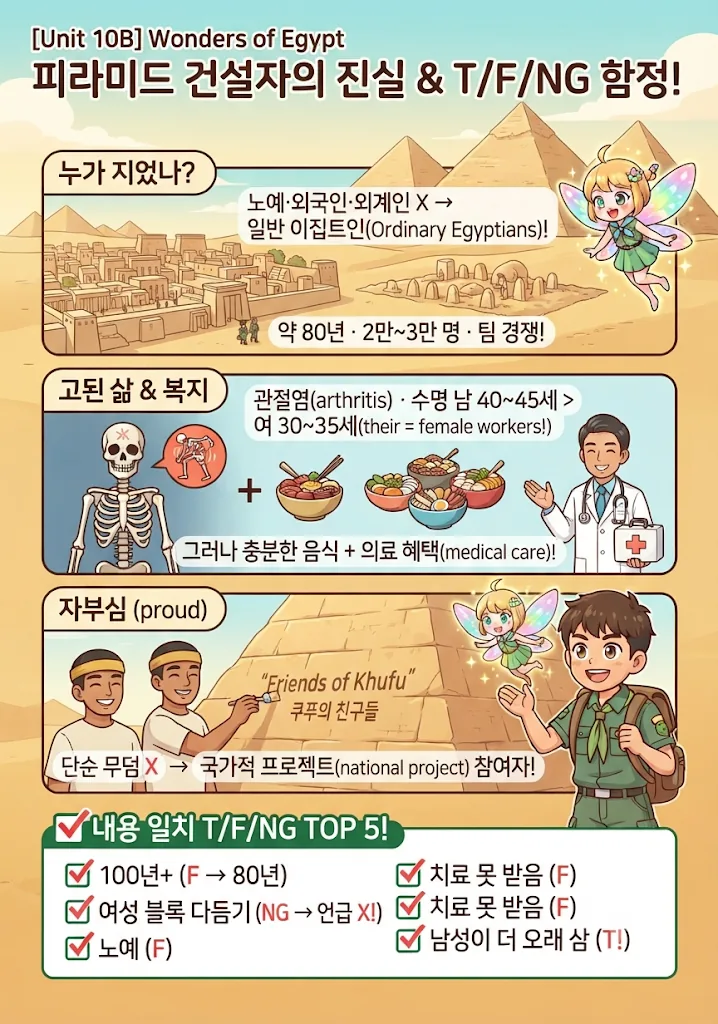 [Unit 10B] Wonders of Egypt
피라미드 건설자의 진실 & T/F/NG 함정!
누가 지었나?
노예·외국인·외계인 X →
일반 이집트인(Ordinary Egyptians)!
약 80년 · 2만~3만 명 · 팀 경쟁!
고된 삶 & 복지
관절염(arthritis) · 수명 남 40~45세 >
여 30~35세(their = female workers!)
+
그러나 충분한 음식 + 의료 혜택(medical care)!
자부심 (proud)
"Friends of Khufu"
쿠푸의 친구들
단순 무덤 X → 국가적 프로젝트(national project) 참여자!
내용 일치 T/F/NG TOP 5!
100년+ (F → 80년)
여성 블록 다듬기 (NG → 언급 X!)
노예 (F)
치료 못 받음 (F)
치료 못 받음 (F)
남성이 더 오래 삼 (T!)